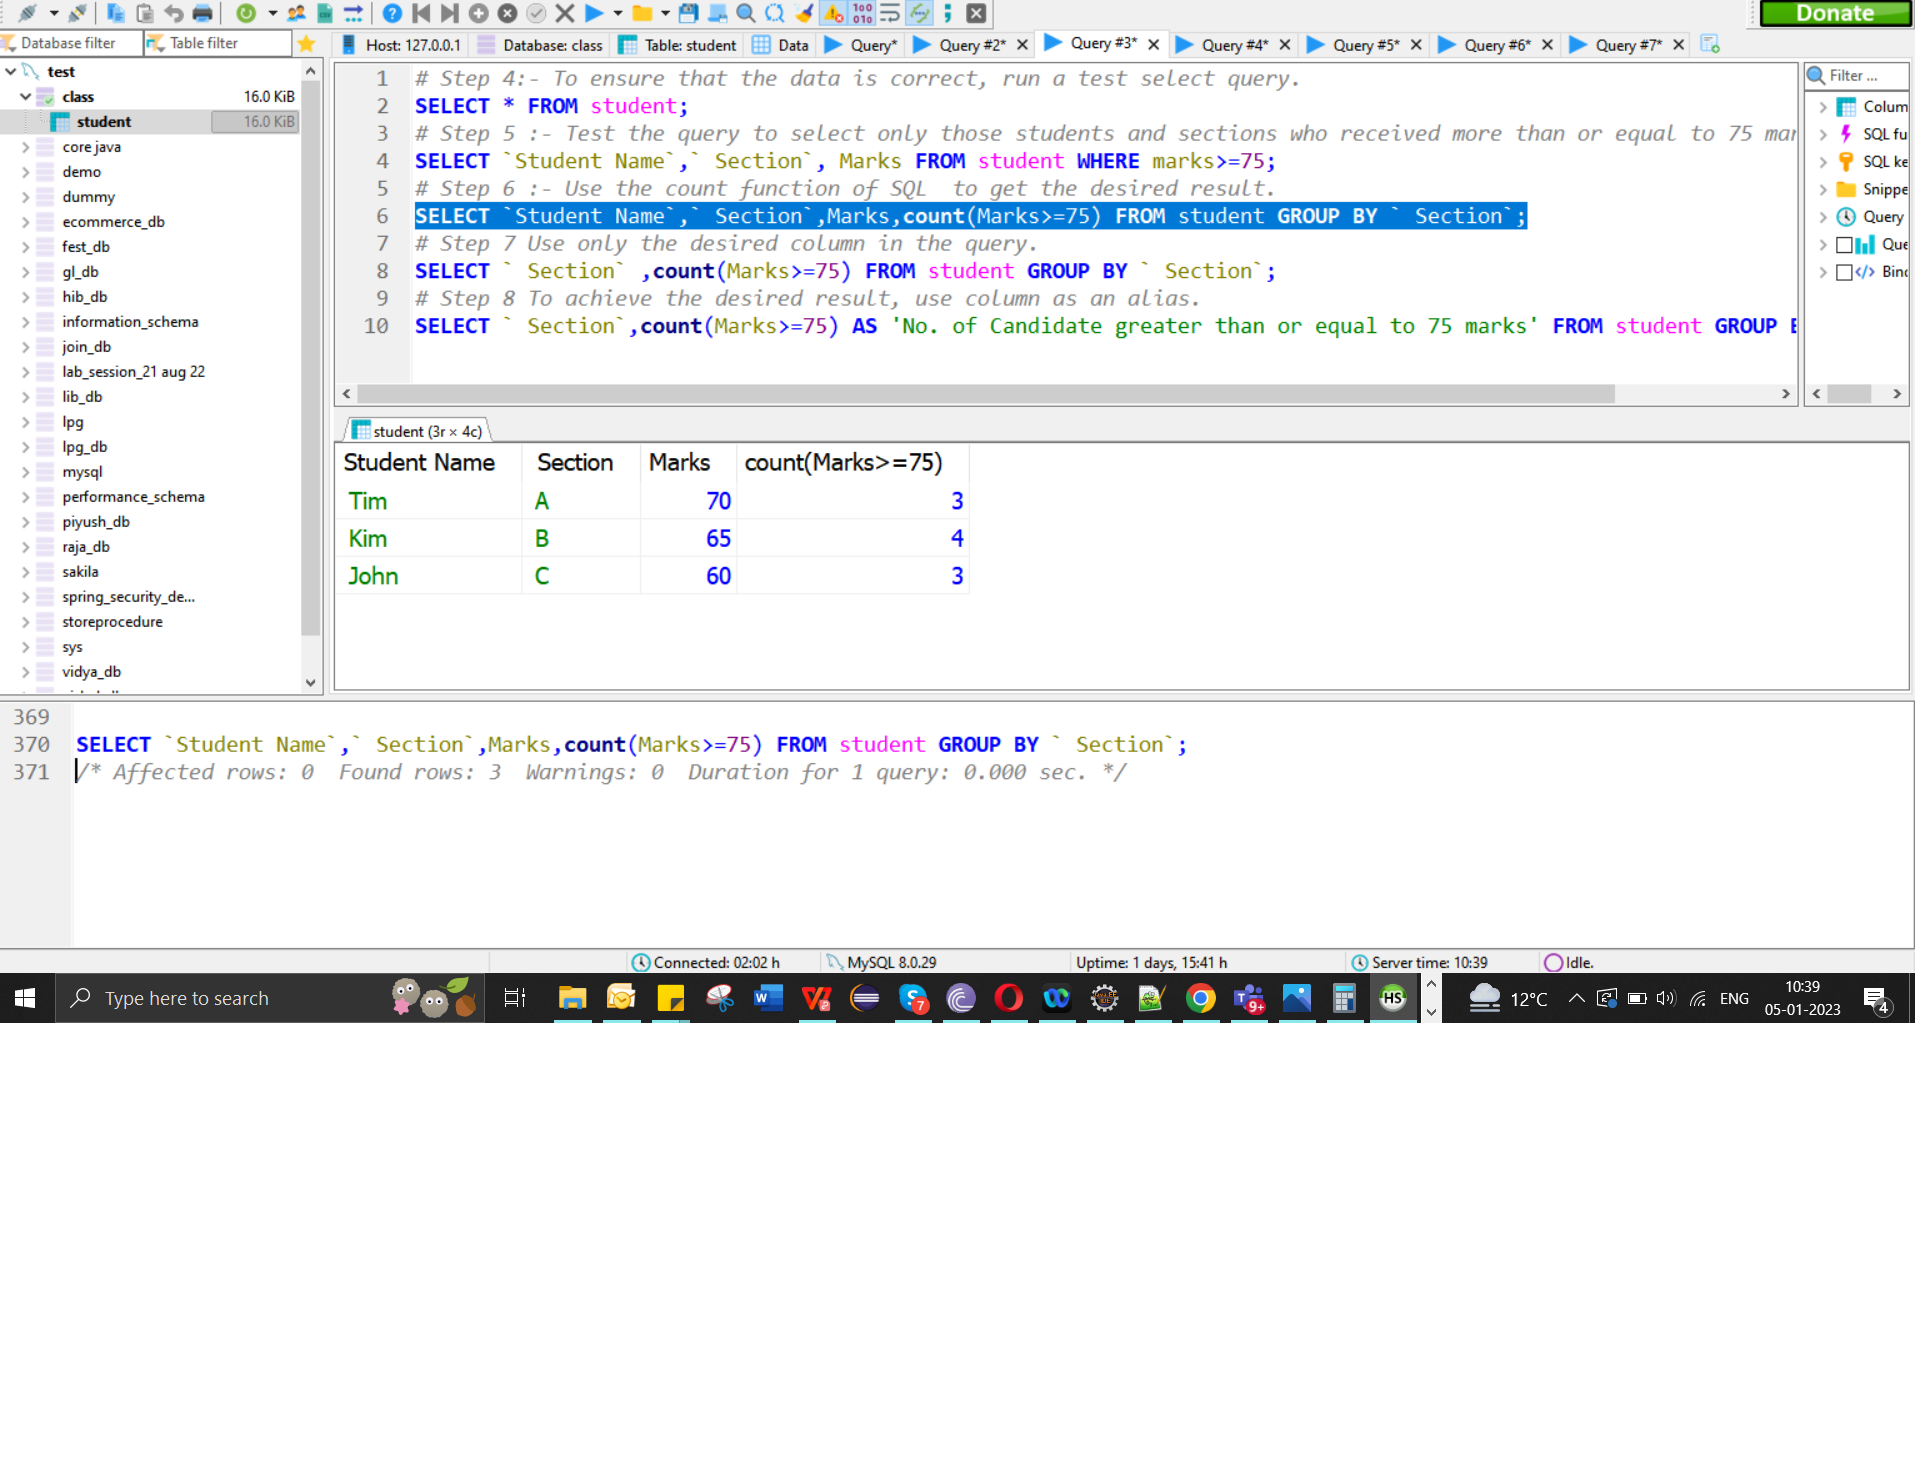 Donate
Database filter
Table filter
Host: 127.0.0.1
Database: class
Table: student
Data
Query*
Query #2*
Query #3*
Query #4*
Query #5*
Query #6*
Query #7*
test
class 16.0 KiB
student 16.0 KiB
core java
demo
dummy
ecommerce_db
fest_db
gl_db
hib_db
information_schema
join_db
lab_session_21 aug 22
lib_db
lpg
lpg_db
mysql
performance_schema
piyush_db
raja_db
sakila
spring_security_de...
storeprocedure
sys
vidya_db
1 # Step 4:- To ensure that the data is correct, run a test select query.
2 SELECT * FROM student;
3 # Step 5 :- Test the query to select only those students and sections who received more than or equal to 75 mar
4 SELECT `Student Name`,` Section`, Marks FROM student WHERE marks>=75;
5 # Step 6 :- Use the count function of SQL  to get the desired result.
6 SELECT `Student Name`,` Section`,Marks,count(Marks>=75) FROM student GROUP BY ` Section`;
7 # Step 7 Use only the desired column in the query.
8 SELECT ` Section` ,count(Marks>=75) FROM student GROUP BY ` Section`;
9 # Step 8 To achieve the desired result, use column as an alias.
10 SELECT ` Section`,count(Marks>=75) AS 'No. of Candidate greater than or equal to 75 marks' FROM student GROUP
Filter ...
Colum
SQL fu
SQL ke
Snippe
Query
Que
Bind
student (3r × 4c)
Student Name Section Marks count(Marks>=75)
Tim A 70 3
Kim B 65 4
John C 60 3
369
370 SELECT `Student Name`,` Section`,Marks,count(Marks>=75) FROM student GROUP BY ` Section`;
371 /* Affected rows: 0  Found rows: 3  Warnings: 0  Duration for 1 query: 0.000 sec. */
Connected: 02:02 h
MySQL 8.0.29
Uptime: 1 days, 15:41 h
Server time: 10:39
Idle.
Type here to search
7
9+
HS
12°C
ENG
10:39
05-01-2023
4